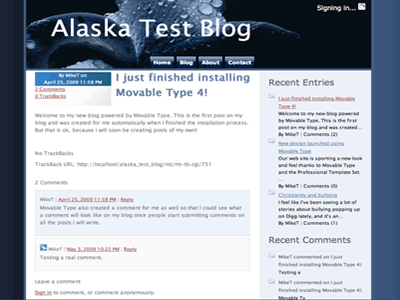 Signing in...
Alaska Test Blog
Home Blog About Contact
By MikeT on
April 25, 2009 11:58 PM
2 Comments
0 TrackBacks
I just finished installing
Movable Type 4!
Welcome to my new blog powered by Movable Type. This is the first post on my
blog and was created for me automatically when I finished the installation process.
But that is ok, because I will soon be creating posts of my own!
No TrackBacks
TrackBack URL: http://localhost/alaska_test_blog/mt/mt-tb.cgi/751
2 Comments
MikeT | April 25, 2009 11:58 PM | Reply
Movable Type also created a comment for me as well so that I could see what
a comment will look like on my blog once people start submitting comments on
all the posts I will write.
MikeT | May 3, 2009 10:22 PM | Reply
Testing a real comment.
Leave a comment
Sign in to comment, or comment anonymously.
Recent Entries
I just finished installing Movable
Type 4!
Welcome to my new blog
powered by Movable Type. This
is the first post on my blog and
was created...
By MikeT | Comments (2)
New design launched using
Movable Type
Our web site is sporting a new
look and feel thanks to Movable
Type and the Professional
Template Set. ...
By MikeT | Comments (0)
Christianity and bullying
I feel like I've been seeing a lot of
stories about bullying popping up
on Digg lately, and it's an...
By MikeT | Comments (0)
Recent Comments
MikeT commented on I just
finished installing Movable Type 4!:
Testing a
MikeT commented on I just
finished installing Movable Type 4!:
Movable Ty